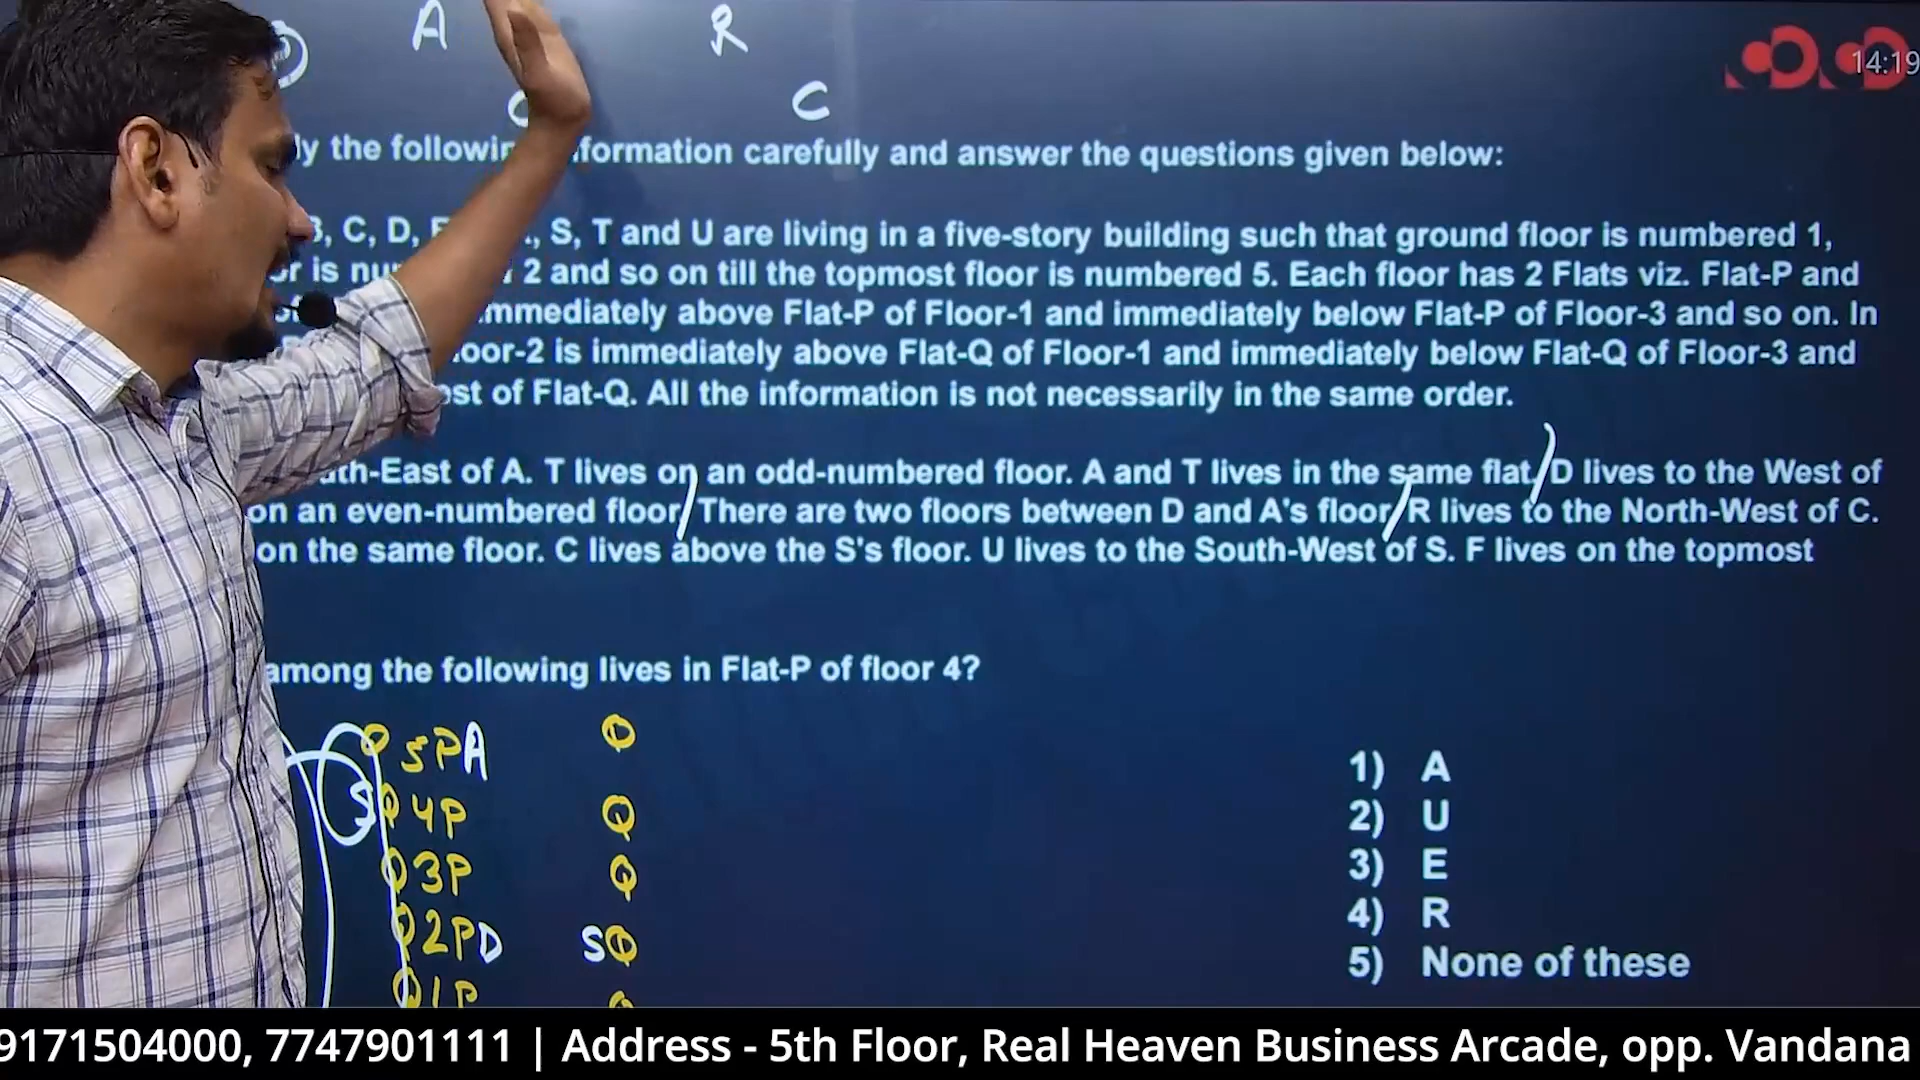 A R
C
14:19
ly the following information carefully and answer the questions given below:
B, C, D, S, T and U are living in a five-story building such that ground floor is numbered 1,
is 2 and so on till the topmost floor is numbered 5. Each floor has 2 Flats viz. Flat-P and
immediately above Flat-P of Floor-1 and immediately below Flat-P of Floor-3 and so on. In
loor-2 is immediately above Flat-Q of Floor-1 and immediately below Flat-Q of Floor-3 and
st of Flat-Q. All the information is not necessarily in the same order.
th-East of A. T lives on an odd-numbered floor. A and T lives in the same flat. D lives to the West of
on an even-numbered floor. There are two floors between D and A's floor. R lives to the North-West of C.
on the same floor. C lives above the S's floor. U lives to the South-West of S. F lives on the topmost
among the following lives in Flat-P of floor 4?
5PA
4P Q
3P Q
2PD SQ
1P
1) A
2) U
3) E
4) R
5) None of these
9171504000, 7747901111 | Address - 5th Floor, Real Heaven Business Arcade, opp. Vandana